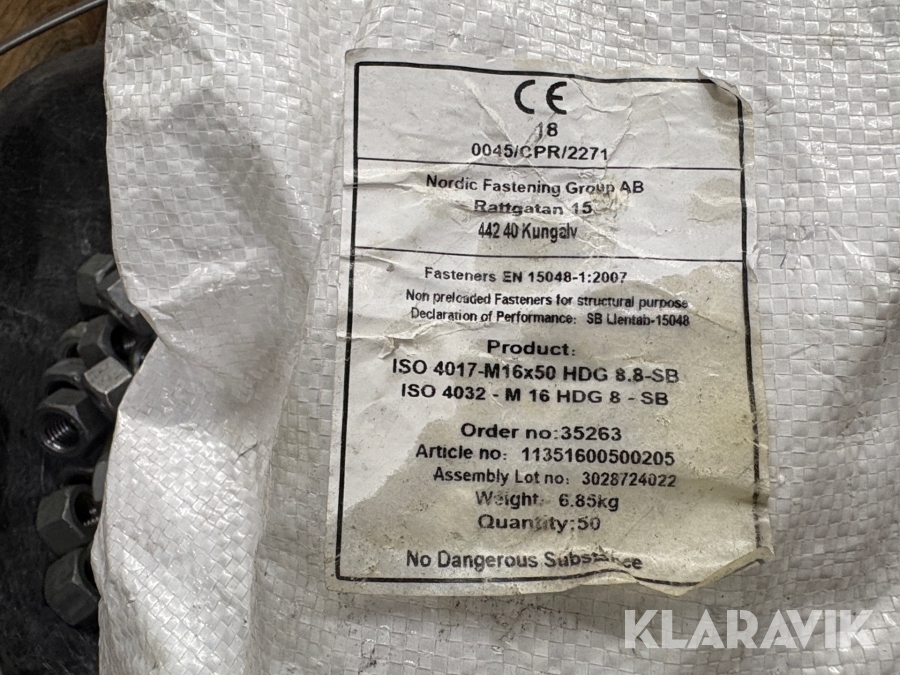 CE
18
0045/CPR/2271
Nordic Fastening Group AB
Rattgatan 15
442 40 Kungalv
Fasteners EN 15048-1:2007
Non preloaded Fasteners for structural purpose
Declaration of Performance: SB Llentab-15048
Product:
ISO 4017-M16x50 HDG 8.8-SB
ISO 4032 - M 16 HDG 8 - SB
Order no:35263
Article no: 11351600500205
Assembly Lot no: 3028724022
Weight: 6.85kg
Quantity:50
No Dangerous Substance
KLARAVIK